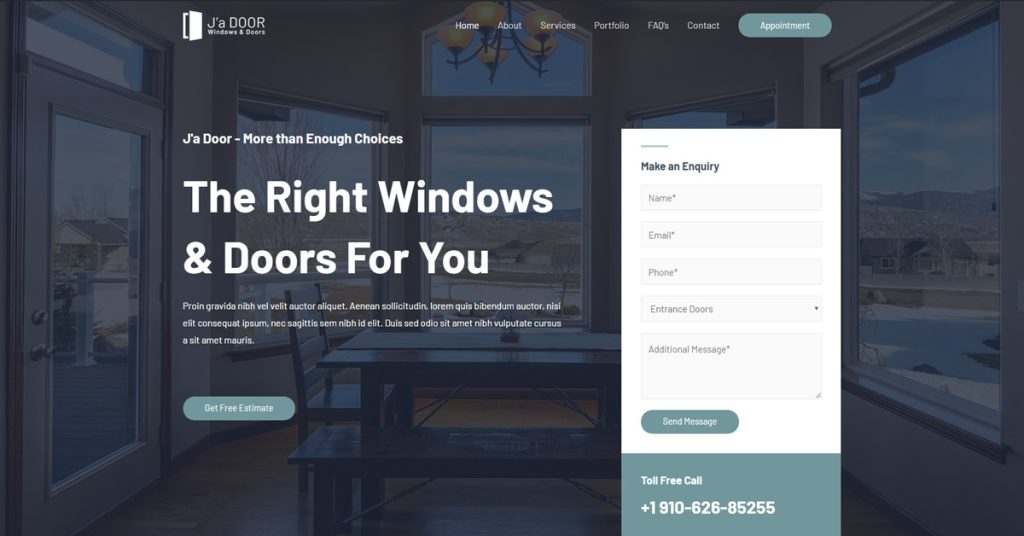 J'a DOOR
Windows & Doors
Home About Services Portfolio FAQ's Contact Appointment
J'a Door - More than Enough Choices
The Right Windows
& Doors For You
Proin gravida nibh vel velit auctor aliquet. Aenean sollicitudin, lorem quis bibendum auctor, nisi
elit consequat ipsum, nec sagittis sem nibh id elit. Duis sed odio sit amet nibh vulputate cursus
a sit amet mauris.
Get Free Estimate
Make an Enquiry
Name*
Email*
Phone*
Entrance Doors
Additional Message*
Send Message
Toll Free Call
+1 910-626-85255